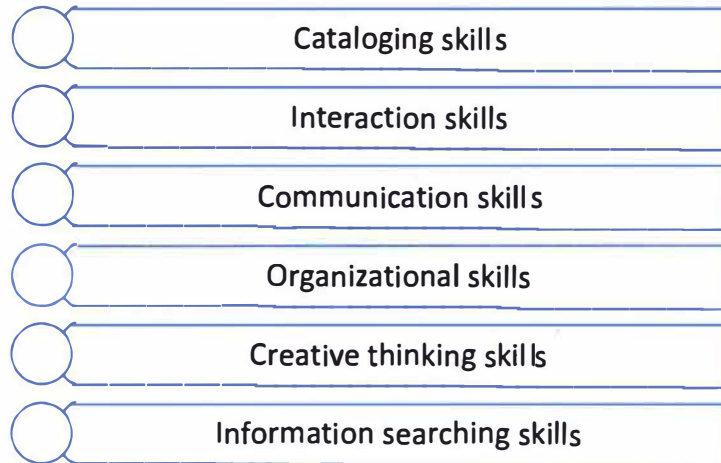 Cataloging skills
Interaction skills
Communication skills
Organizational skills
Creative thinking skills
Information searching skills